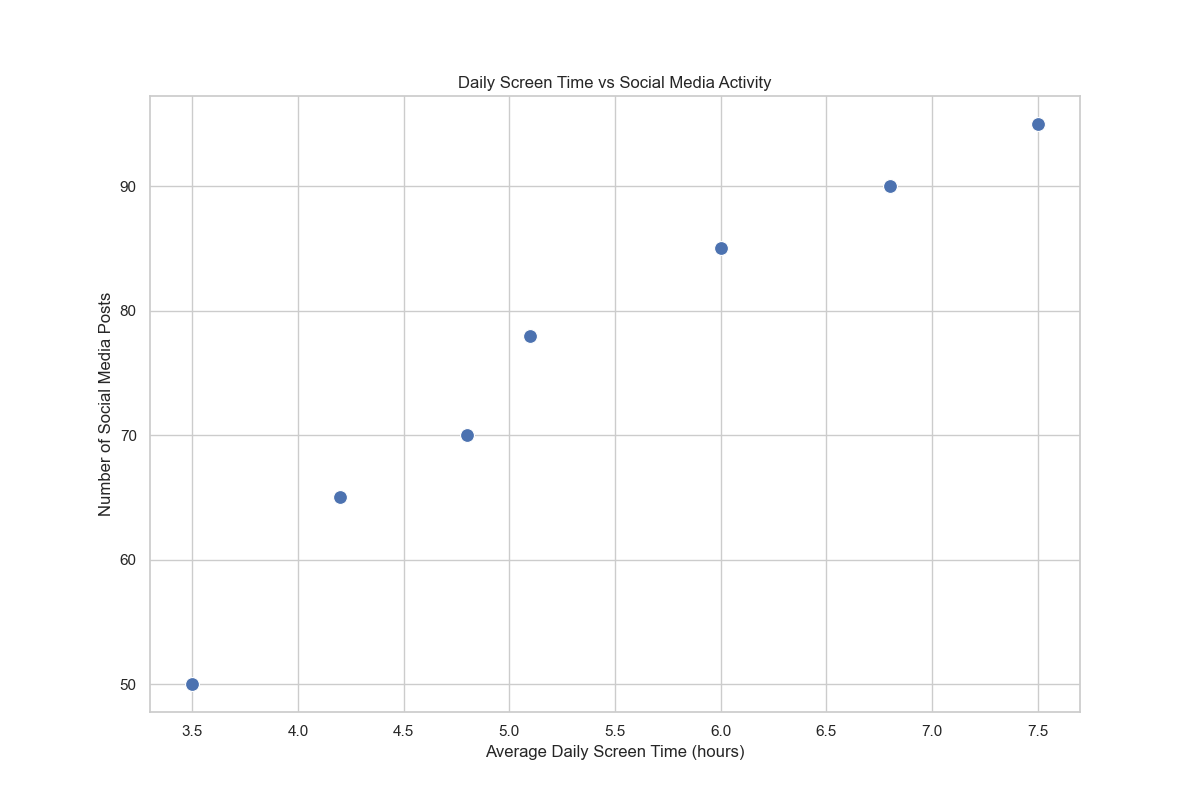 Daily Screen Time vs Social Media Activity
Number of Social Media Posts
90
80
70
60
50
3.5 4.0 4.5 5.0 5.5 6.0 6.5 7.0 7.5
Average Daily Screen Time (hours)